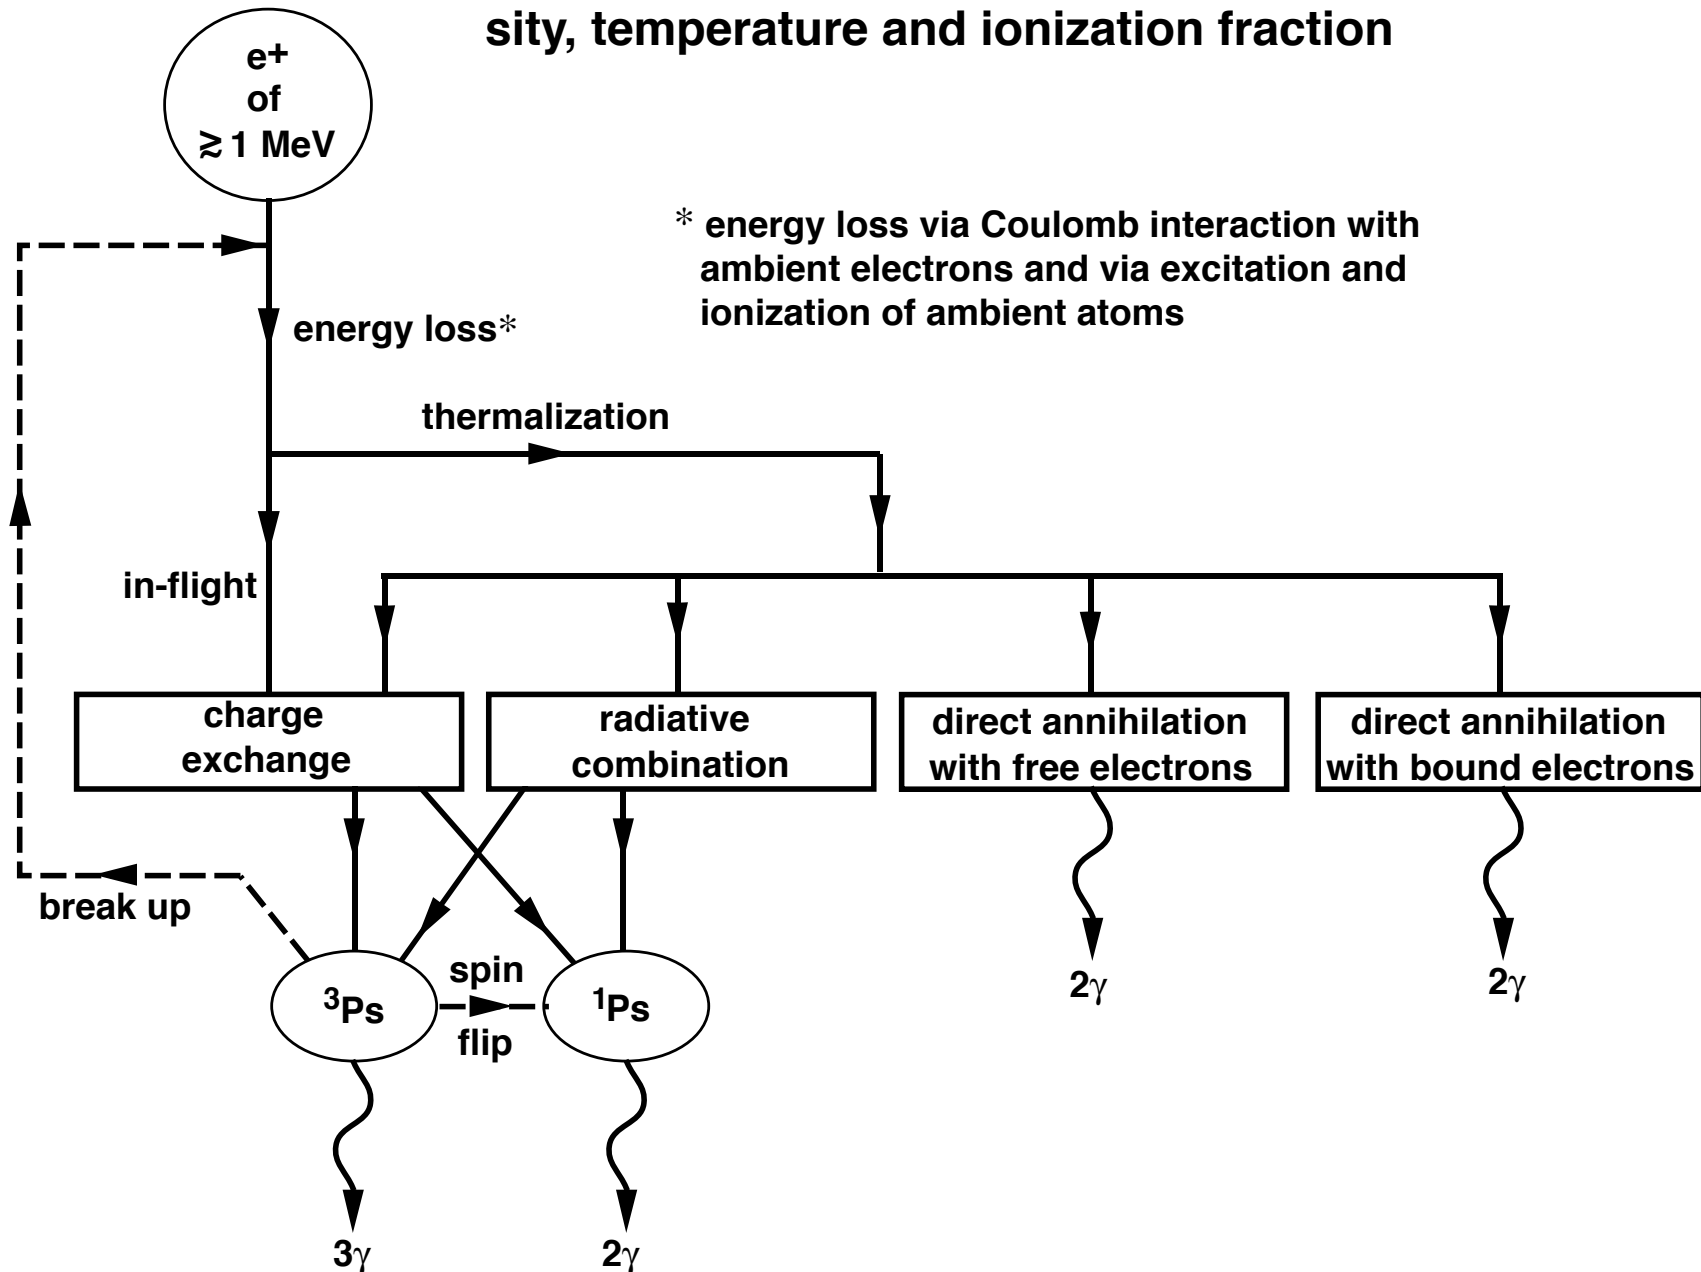 sity, temperature and ionization fraction
e+
of
≳ 1 MeV
* energy loss via Coulomb interaction with
ambient electrons and via excitation and
ionization of ambient atoms
energy loss*
thermalization
in-flight
charge
exchange
radiative
combination
direct annihilation
with free electrons
direct annihilation
with bound electrons
break up
³Ps
spin
flip
¹Ps
2γ
2γ
3γ
2γ